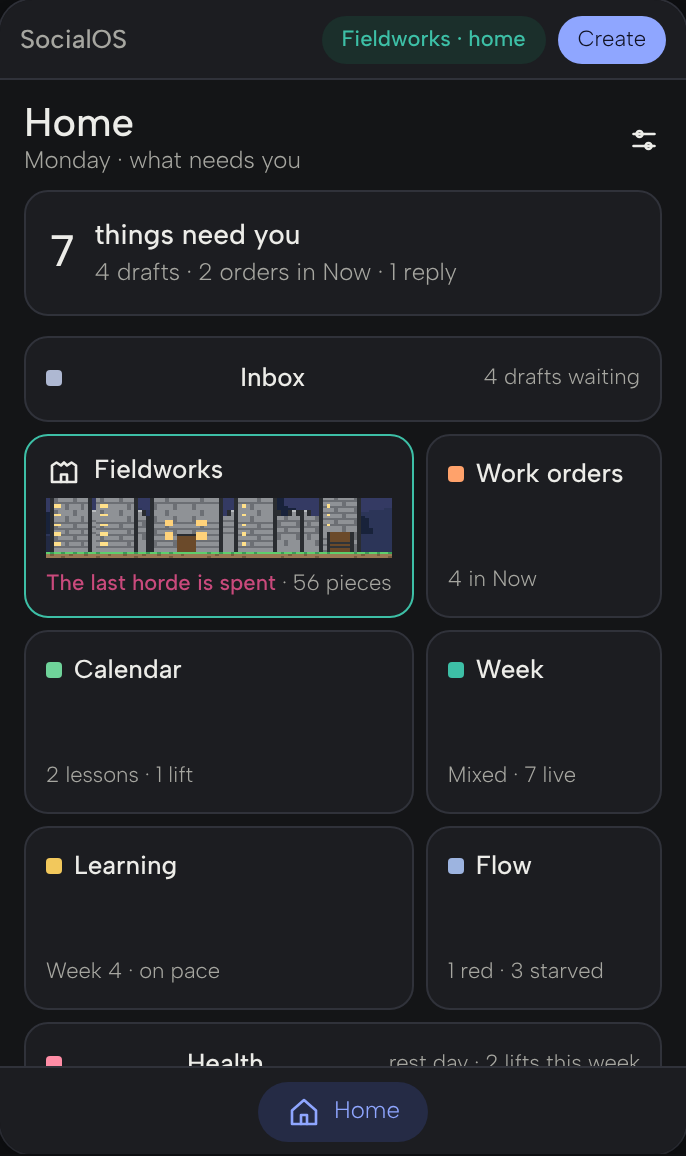 SocialOS
Fieldworks · home
Create
Home
Monday · what needs you
7
things need you
4 drafts · 2 orders in Now · 1 reply
Inbox
4 drafts waiting
Fieldworks
The last horde is spent · 56 pieces
Work orders
4 in Now
Calendar
2 lessons · 1 lift
Week
Mixed · 7 live
Learning
Week 4 · on pace
Flow
1 red · 3 starved
Health
rest day · 2 lifts this week
Home